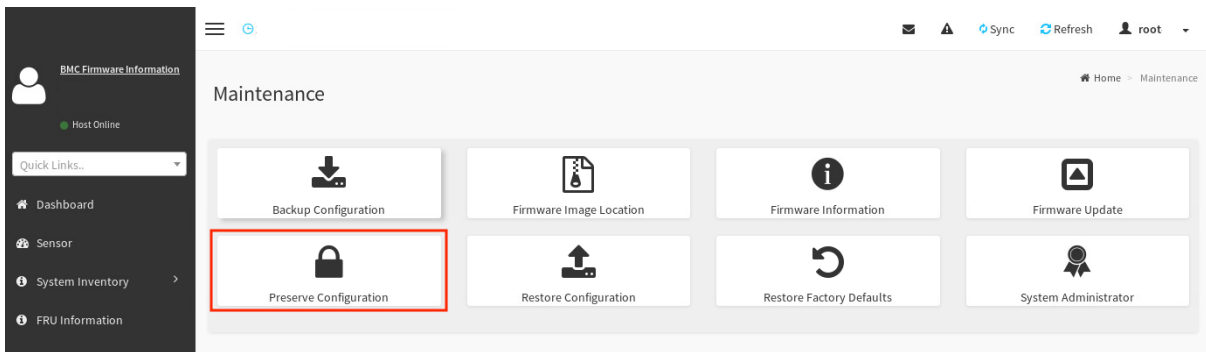 Sync Refresh root
BMC Firmware Information
Host Online
Quick Links..
Dashboard
Sensor
System Inventory >
FRU Information
Home > Maintenance
Maintenance
Backup Configuration
Firmware Image Location
Firmware Information
Firmware Update
Preserve Configuration
Restore Configuration
Restore Factory Defaults
System Administrator